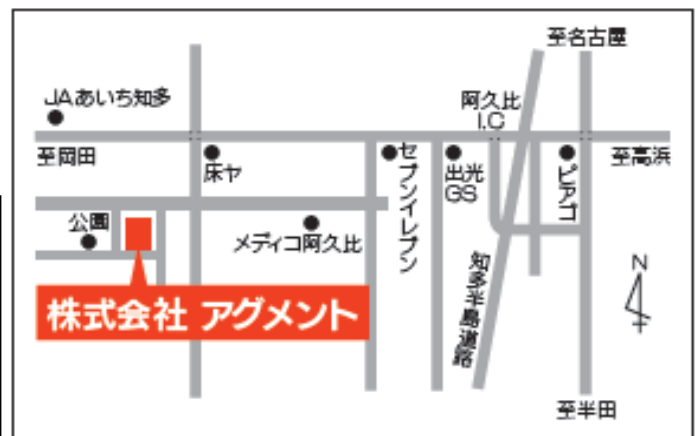 至名古屋
JAあいち知多
阿久比
I.C
至岡田
床ヤ
セブンイレブン
出光
GS
ピアゴ
至高浜
公園
メディコ阿久比
知多半島道路
N
株式会社 アグメント
至半田